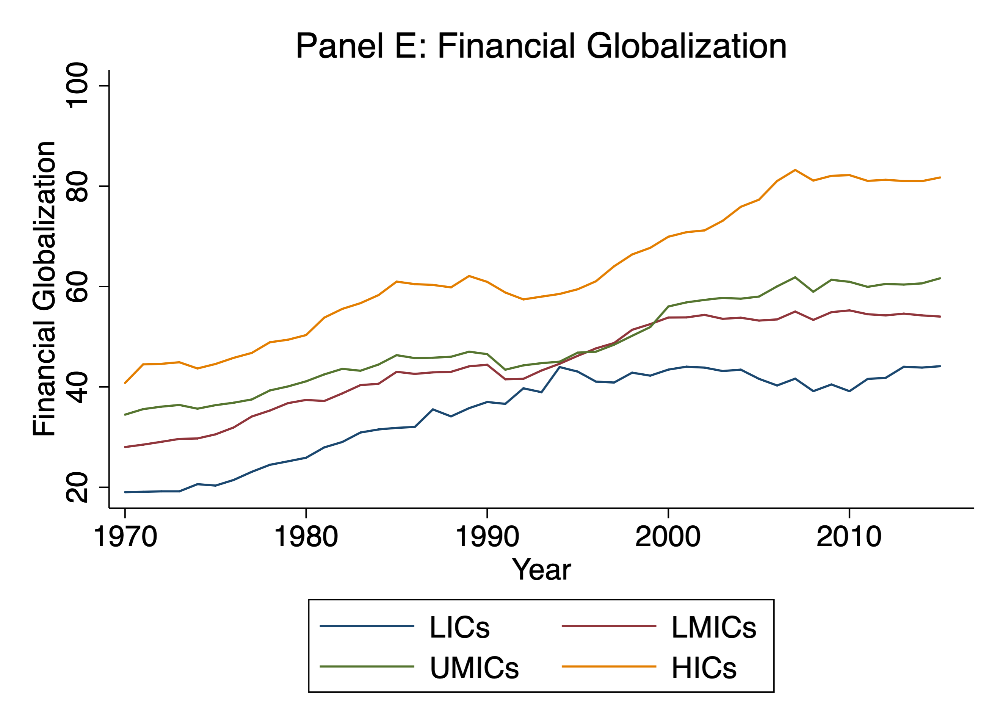 Panel E: Financial Globalization
Financial Globalization
100
80
60
40
20
1970 1980 1990 2000 2010
Year
LICs LMICs
UMICs HICs